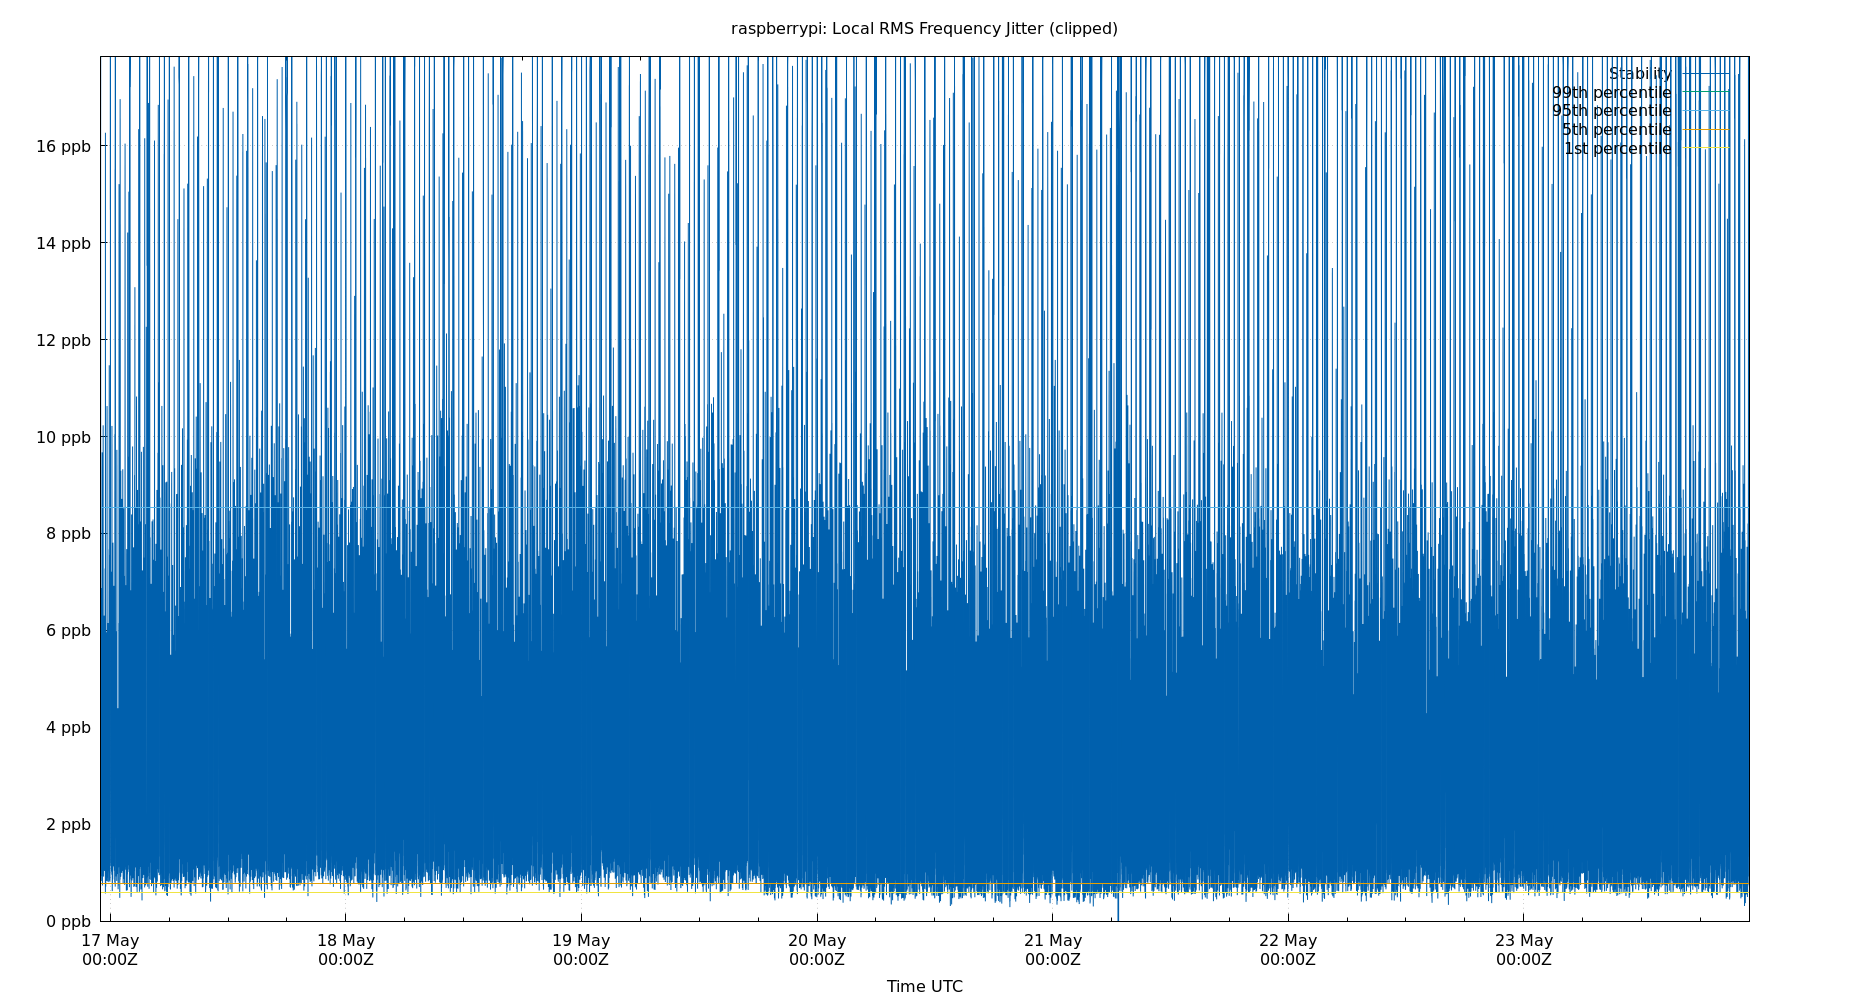 raspberrypi: Local RMS Frequency Jitter (clipped)
Stability
99th percentile
95th percentile
5th percentile
1st percentile
16 ppb
14 ppb
12 ppb
10 ppb
8 ppb
6 ppb
4 ppb
2 ppb
0 ppb
17 May 18 May 19 May 20 May 21 May 22 May 23 May
00:00Z 00:00Z 00:00Z 00:00Z 00:00Z 00:00Z 00:00Z
Time UTC